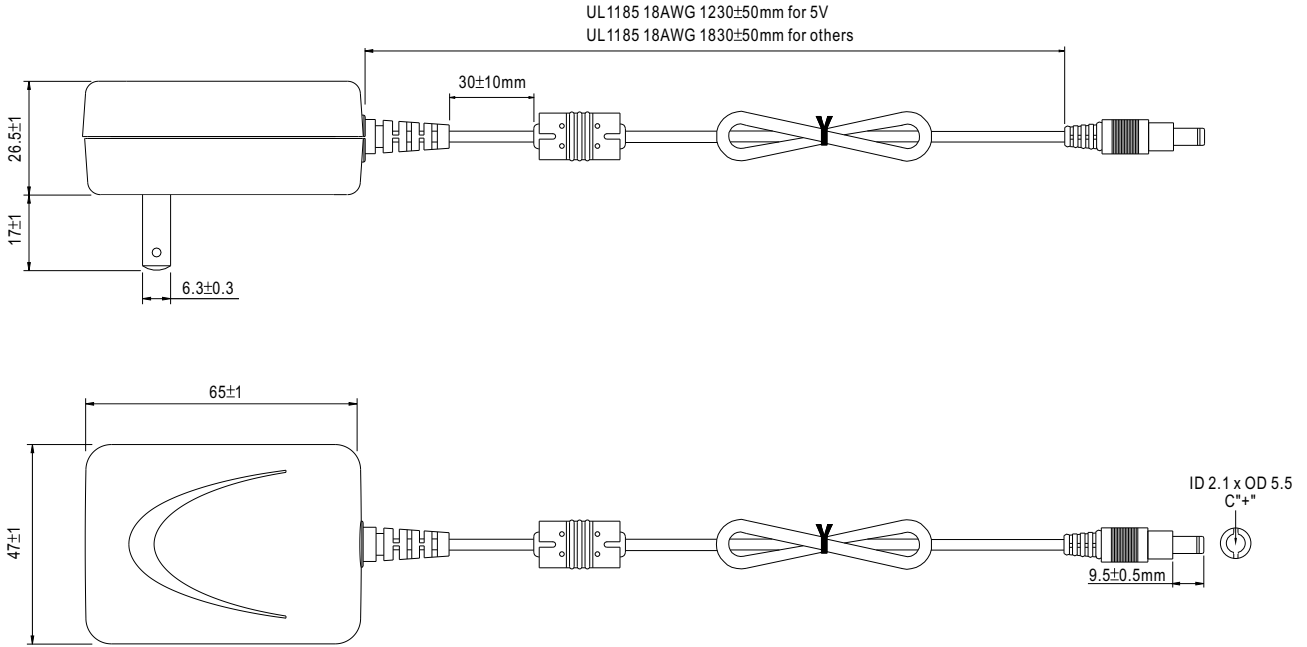 UL1185 18AWG 1230±50mm for 5V
UL1185 18AWG 1830±50mm for others
30±10mm
26.5±1
17±1
6.3±0.3
65±1
47±1
ID 2.1 x OD 5.5
C"+"
9.5±0.5mm